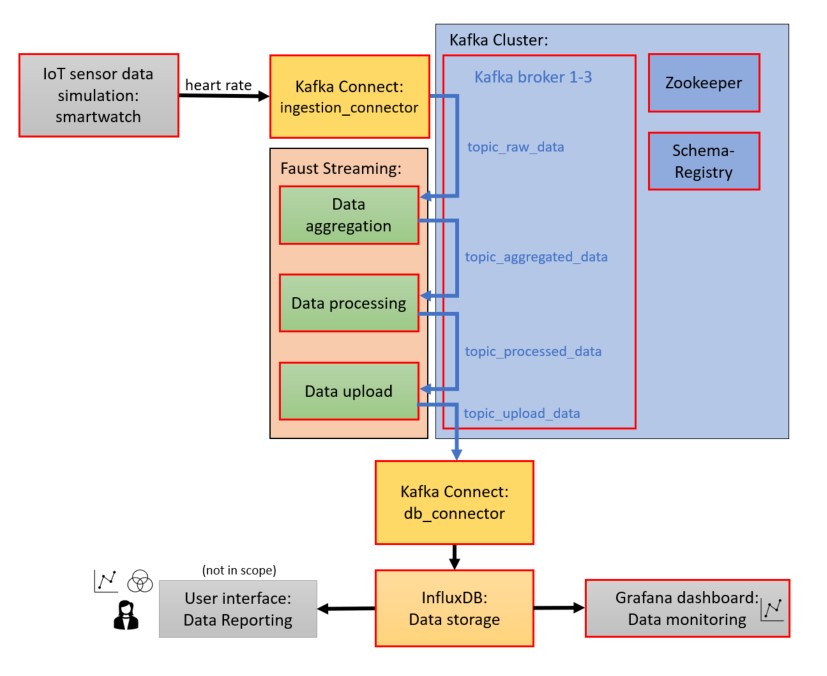 Kafka Cluster:
IoT sensor data
simulation:
smartwatch
heart rate
Kafka Connect:
ingestion_connector
Kafka broker 1-3
Zookeeper
topic_raw_data
Schema-
Registry
Faust Streaming:
Data
aggregation
topic_aggregated_data
Data processing
topic_processed_data
Data upload
topic_upload_data
Kafka Connect:
db_connector
(not in scope)
User interface:
Data Reporting
InfluxDB:
Data storage
Grafana dashboard:
Data monitoring